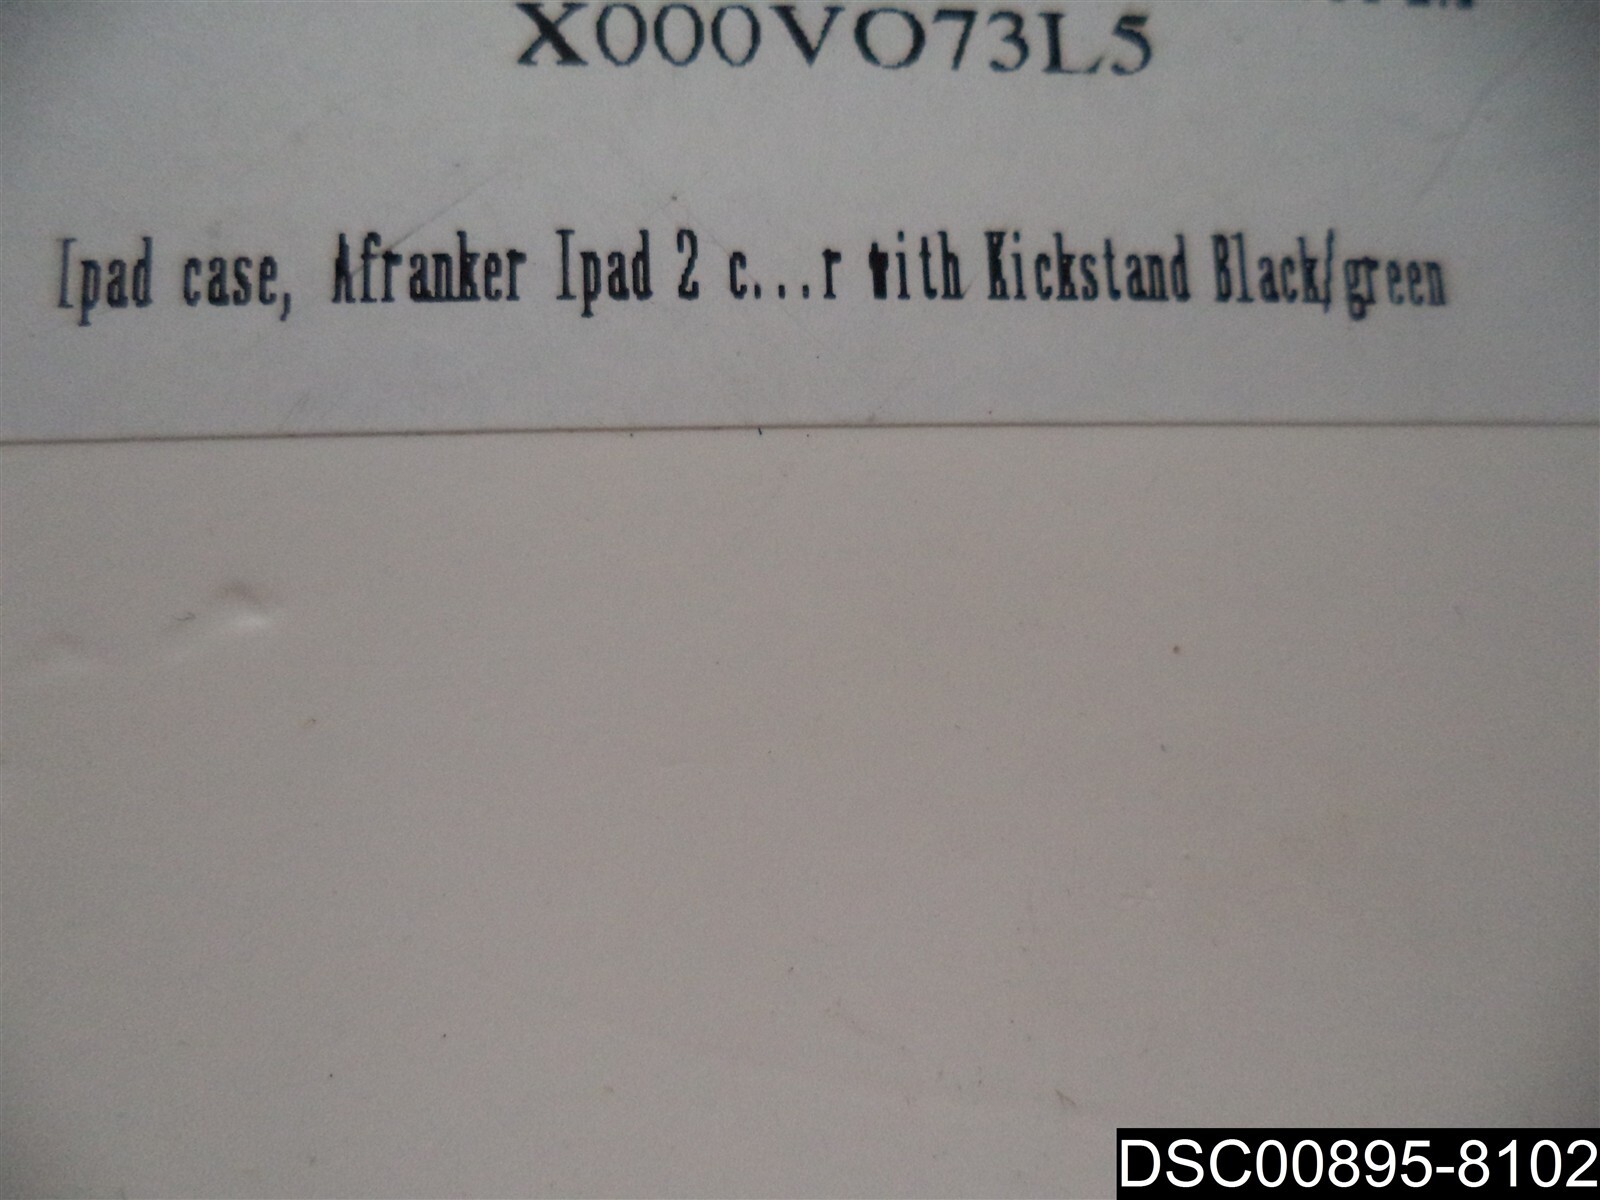 X000VO73L5
Ipad case, Afranker Ipad 2 c...r with Kickstand Black/green
DSC00895-8102